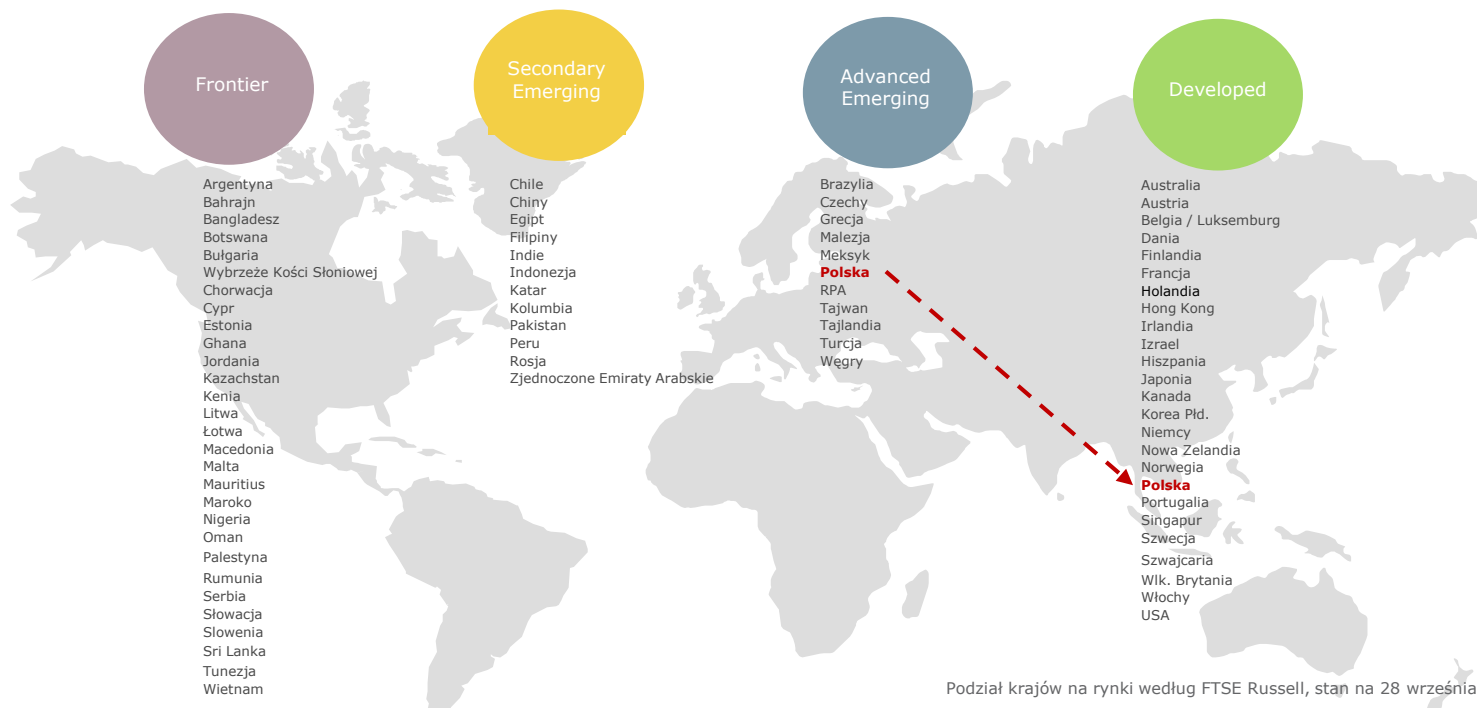 Frontier
Argentyna
Bahrajn
Bangladesz
Botswana
Bułgaria
Wybrzeże Kości Słoniowej
Chorwacja
Cypr
Estonia
Ghana
Jordania
Kazachstan
Kenia
Litwa
Łotwa
Macedonia
Malta
Mauritius
Maroko
Nigeria
Oman
Palestyna
Rumunia
Serbia
Słowacja
Slowenia
Sri Lanka
Tunezja
Wietnam
Secondary
Emerging
Chile
Chiny
Egipt
Filipiny
Indie
Indonezja
Katar
Kolumbia
Pakistan
Peru
Rosja
Zjednoczone Emiraty Arabskie
Advanced
Emerging
Brazylia
Czechy
Grecja
Malezja
Meksyk
Polska
RPA
Tajwan
Tajlandia
Turcja
Węgry
Developed
Australia
Austria
Belgia / Luksemburg
Dania
Finlandia
Francja
Holandia
Hong Kong
Irlandia
Izrael
Hiszpania
Japonia
Kanada
Korea Płd.
Niemcy
Nowa Zelandia
Norwegia
Polska
Portugalia
Singapur
Szwecja
Szwajcaria
Wlk. Brytania
Włochy
USA
Podział krajów na rynki według FTSE Russell, stan na 28 września